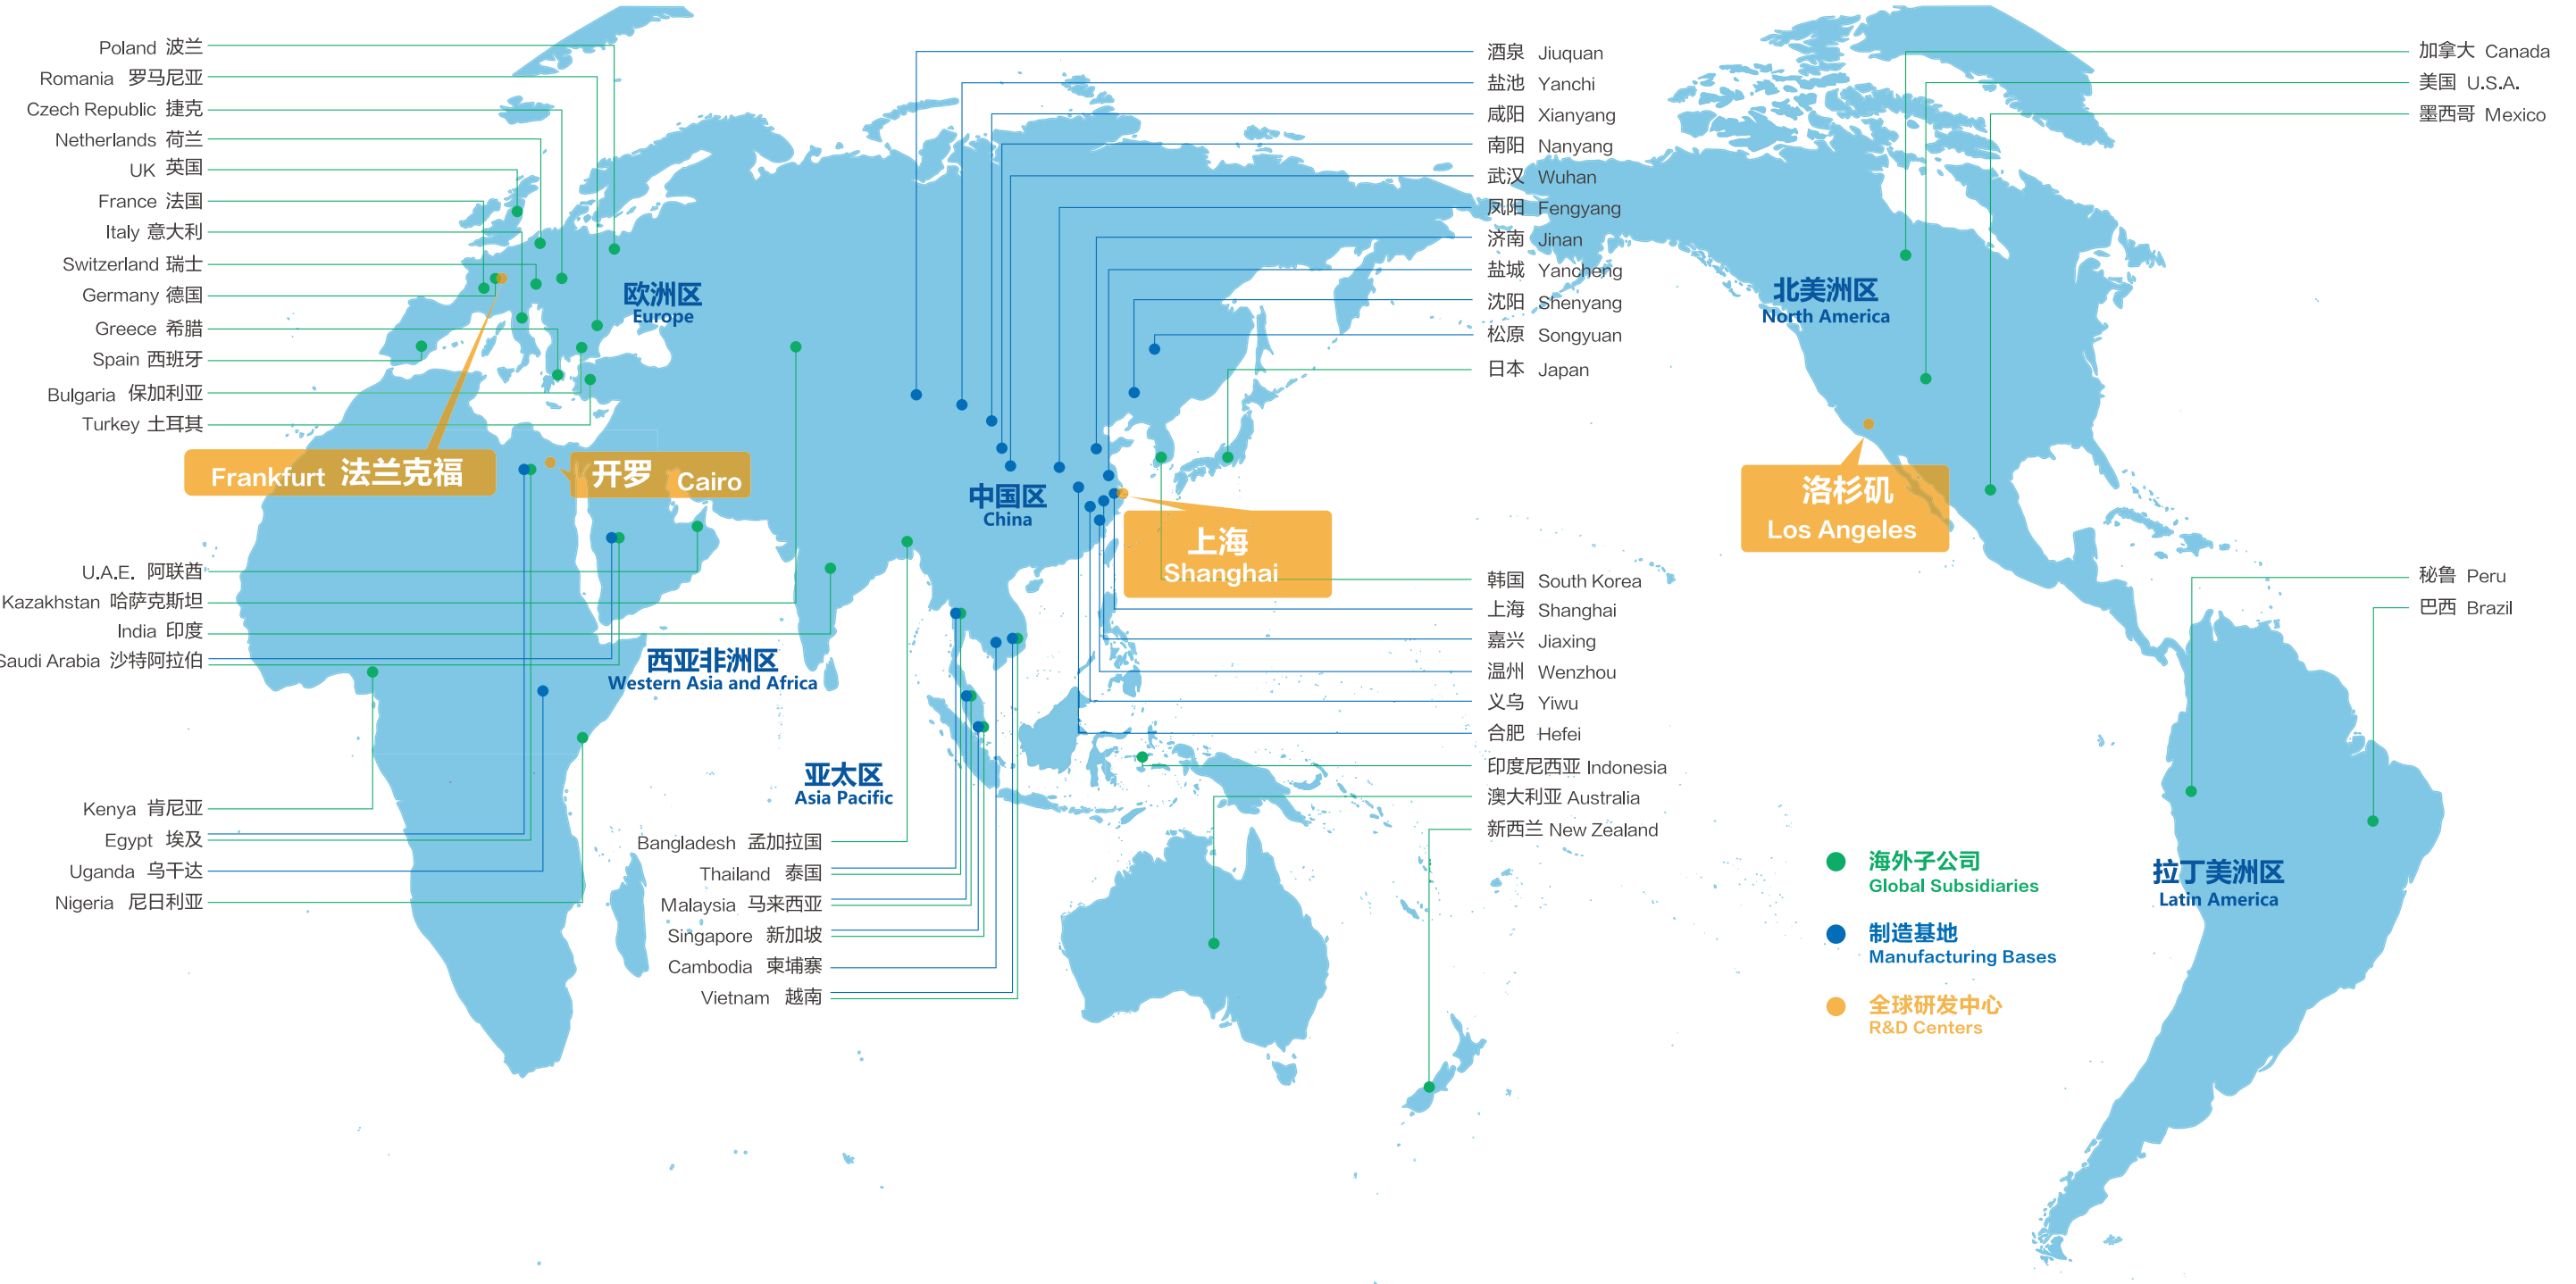 Poland 波兰
Romania 罗马尼亚
Czech Republic 捷克
Netherlands 荷兰
UK 英国
France 法国
Italy 意大利
Switzerland 瑞士
Germany 德国
Greece 希腊
Spain 西班牙
Bulgaria 保加利亚
Turkey 土耳其
Frankfurt 法兰克福
开罗 Cairo
U.A.E. 阿联酋
Kazakhstan 哈萨克斯坦
India 印度
Saudi Arabia 沙特阿拉伯
Kenya 肯尼亚
Egypt 埃及
Uganda 乌干达
Nigeria 尼日利亚
欧洲区
Europe
西亚非洲区
Western Asia and Africa
亚太区
Asia Pacific
Bangladesh 孟加拉国
Thailand 泰国
Malaysia 马来西亚
Singapore 新加坡
Cambodia 柬埔寨
Vietnam 越南
中国区
China
上海
Shanghai
酒泉 Jiuquan
盐池 Yanchi
咸阳 Xianyang
南阳 Nanyang
武汉 Wuhan
凤阳 Fengyang
济南 Jinan
盐城 Yancheng
沈阳 Shenyang
松原 Songyuan
日本 Japan
韩国 South Korea
上海 Shanghai
嘉兴 Jiaxing
温州 Wenzhou
义乌 Yiwu
合肥 Hefei
印度尼西亚 Indonesia
澳大利亚 Australia
新西兰 New Zealand
北美洲区
North America
洛杉矶
Los Angeles
加拿大 Canada
美国 U.S.A.
墨西哥 Mexico
秘鲁 Peru
巴西 Brazil
拉丁美洲区
Latin America
海外子公司
Global Subsidiaries
制造基地
Manufacturing Bases
全球研发中心
R&D Centers